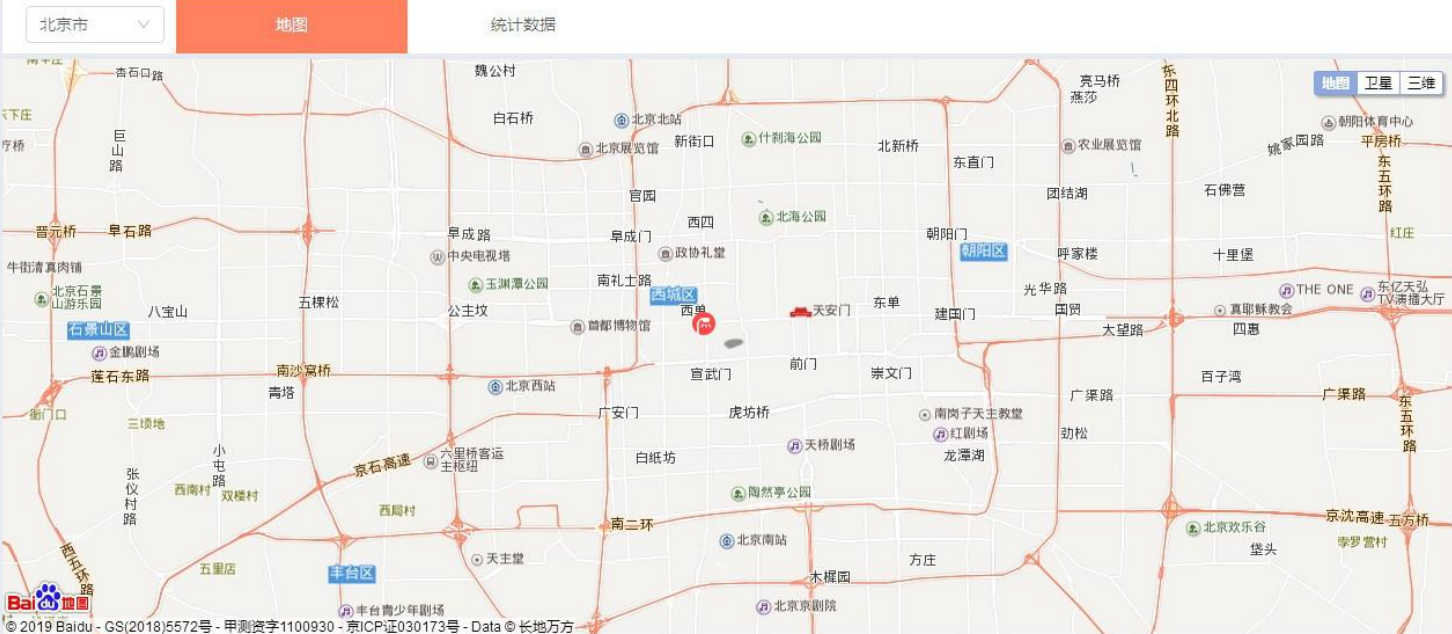 北京市
地图
统计数据
杏石口路
魏公村
亮马桥
燕莎
东四环北路
地图 卫星 三维
白石桥
北京北站
朝阳体育中心
巨山路
北京展览馆
新街口
什刹海公园
北新桥
农业展览馆
姚家园路
平房桥
东直门
东五环路
官园
团结湖
石佛营
西四
北海公园
晋元桥
阜石路
阜成路
阜成门
朝阳门
红庄
中央电视塔
政协礼堂
朝阳区
呼家楼
十里堡
牛街清真肉铺
北京石景
山游乐园
玉渊潭公园
南礼士路
西城区
光华路
THE ONE
东亿天弘
TV演播大厅
八宝山
五棵松
公主坟
西单
天安门
东单
建国门
国贸
真耶稣教会
石景山区
首都博物馆
太望路
四惠
金鹏剧场
莲石东路
南沙窝桥
宣武门
前门
崇文门
百子湾
青塔
北京西站
广渠路
广渠路
衙门口
三顷地
广安门
虎坊桥
南岗子天主教堂
东五环路
天桥剧场
红剧场
劲松
小屯路
京石高速
六里桥客运
主枢纽
白纸坊
龙潭湖
张仪村路
西南村
双楼村
陶然亭公园
西局村
南二环
京沈高速
五方桥
北京欢乐谷
北京南站
垡头
孛罗营村
西五环路
天主堂
方庄
五里店
丰台区
木樨园
Bai du 地图
丰台青少年剧场
北京京剧院
© 2019 Baidu - GS(2018)5572号 - 甲测资字1100930 - 京ICP证030173号 - Data © 长地万方